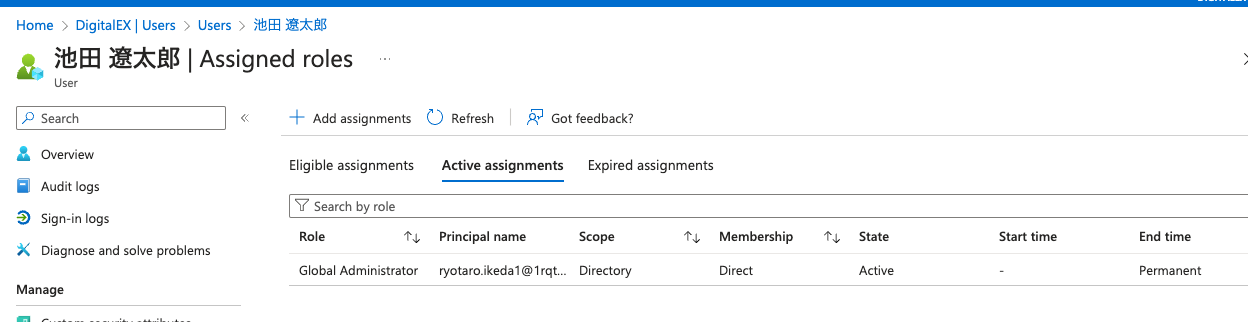 Home > DigitalEX | Users > Users > 池田 遼太郎
池田 遼太郎 | Assigned roles ...
User
Search
Overview
Audit logs
Sign-in logs
Diagnose and solve problems
Manage
Custom security attributes
Add assignments Refresh Got feedback?
Eligible assignments Active assignments Expired assignments
Search by role
Role Principal name Scope Membership State Start time End time
Global Administrator ryotaro.ikeda1@1rqt... Directory Direct Active - Permanent